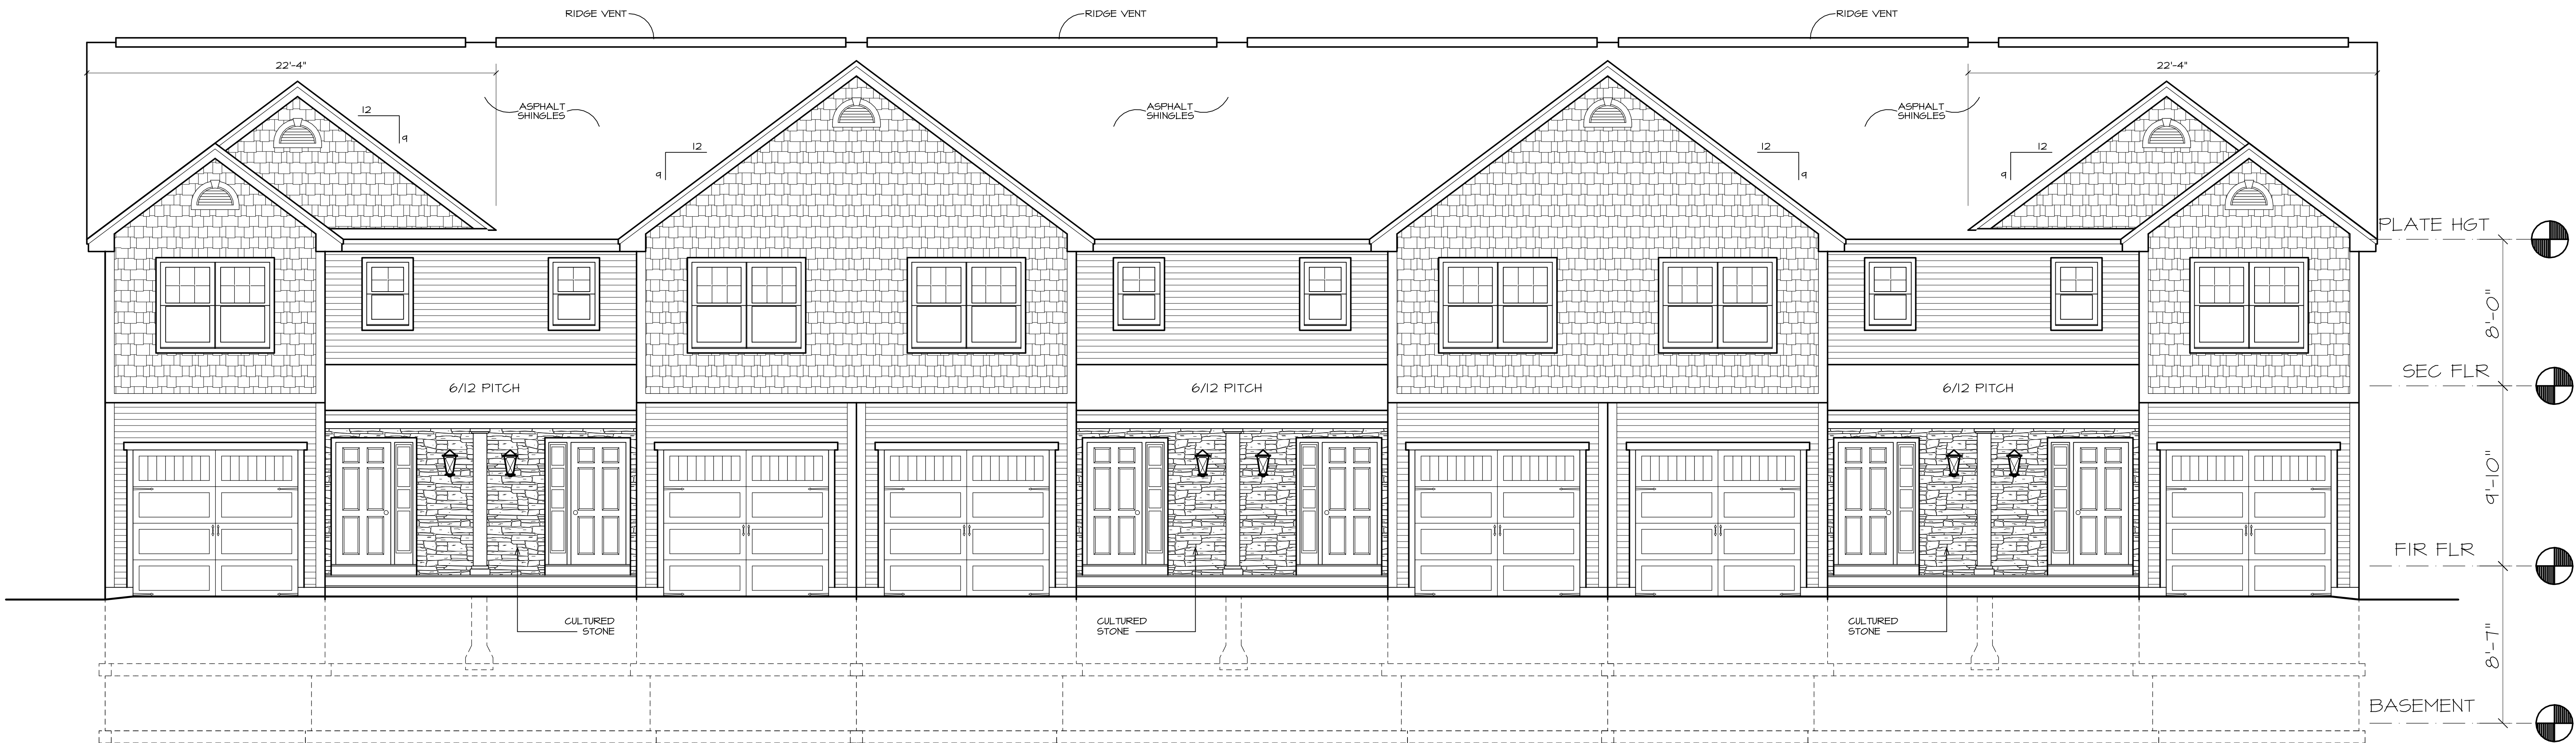 RIDGE VENT
RIDGE VENT
RIDGE VENT
22'-4"
22'-4"
ASPHALT
SHINGLES
ASPHALT
SHINGLES
ASPHALT
SHINGLES
12
9
12
9
12
9
12
9
PLATE HGT
8'-0"
SEC FLR
6/12 PITCH
6/12 PITCH
6/12 PITCH
9'-10"
FIR FLR
CULTURED
STONE
CULTURED
STONE
CULTURED
STONE
8'-7"
BASEMENT